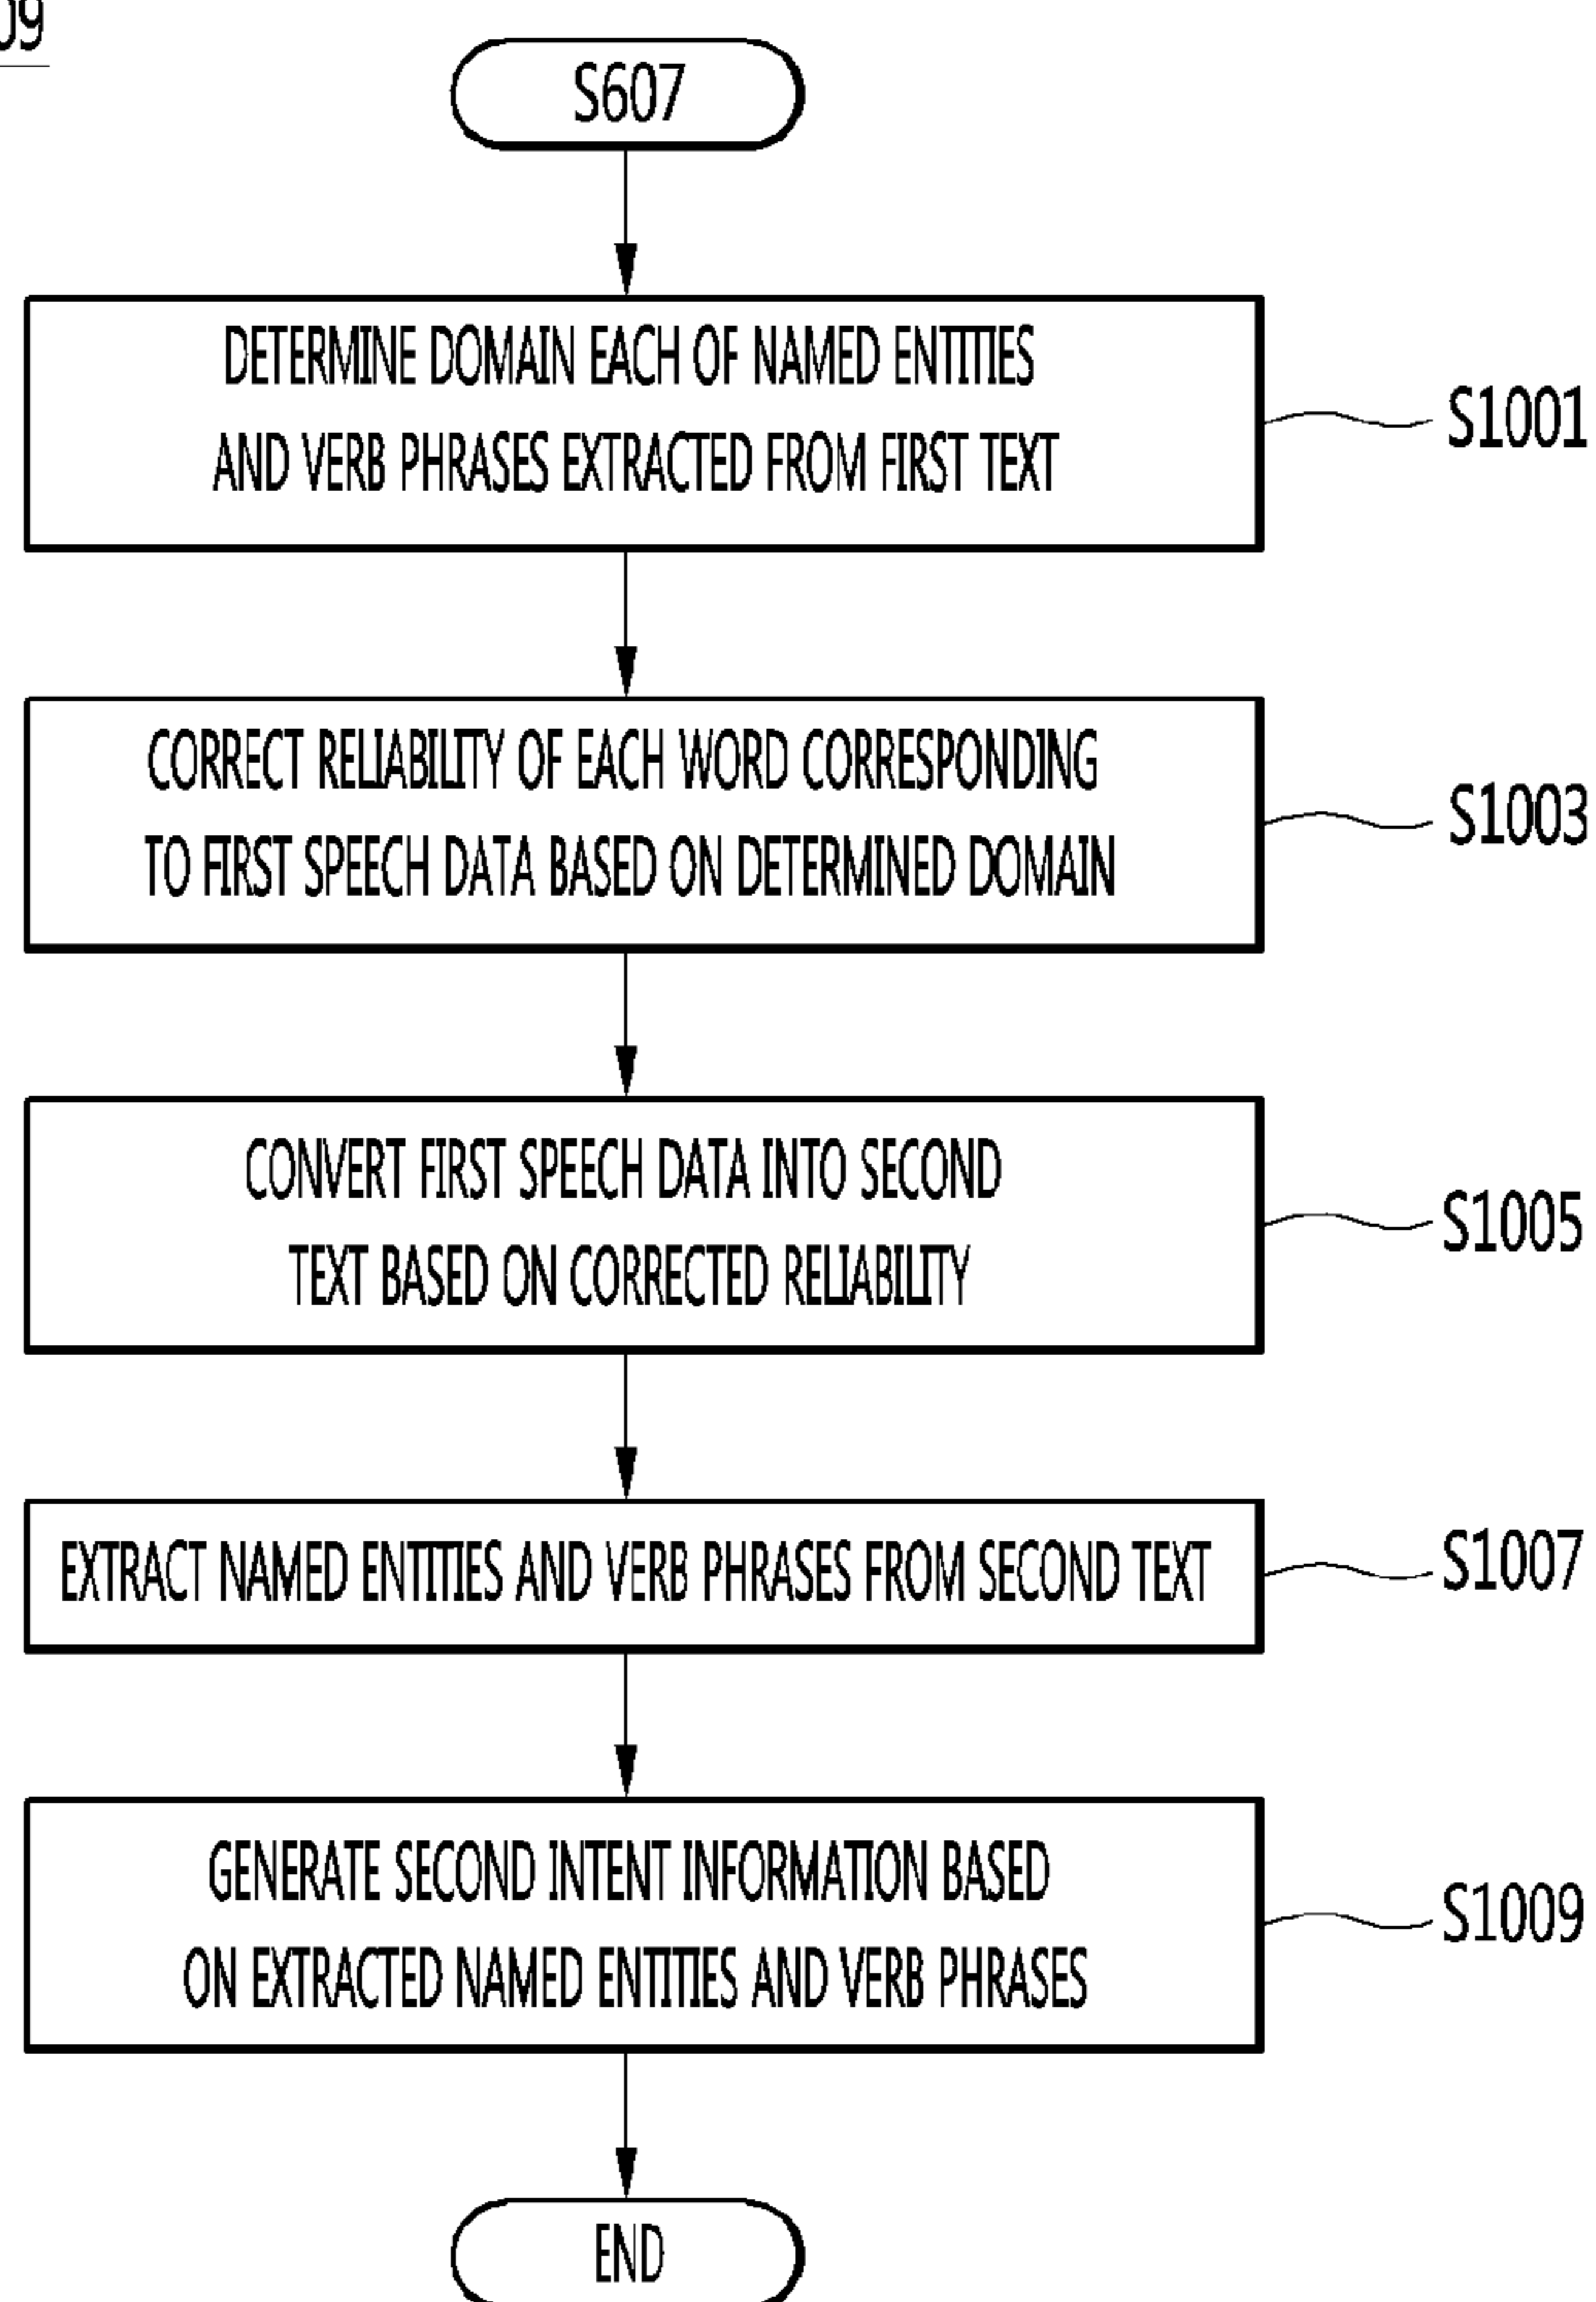 09
S607
DETERMINE DOMAIN EACH OF NAMED ENTITIES
AND VERB PHRASES EXTRACTED FROM FIRST TEXT
S1001
CORRECT RELIABILITY OF EACH WORD CORRESPONDING
TO FIRST SPEECH DATA BASED ON DETERMINED DOMAIN
S1003
CONVERT FIRST SPEECH DATA INTO SECOND
TEXT BASED ON CORRECTED RELIABILITY
S1005
EXTRACT NAMED ENTITIES AND VERB PHRASES FROM SECOND TEXT
S1007
GENERATE SECOND INTENT INFORMATION BASED
ON EXTRACTED NAMED ENTITIES AND VERB PHRASES
S1009
END